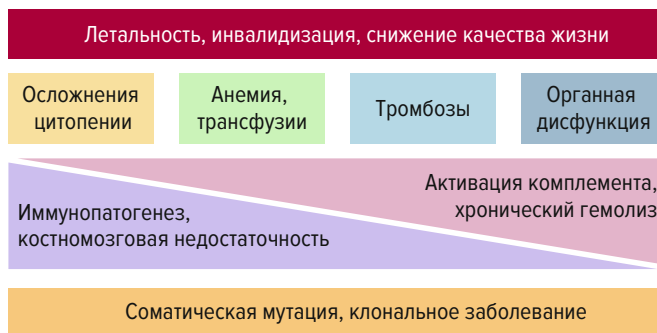 Летальность, инвалидизация, снижение качества жизни
Осложнения
цитопении
Анемия,
трансфузии
Тромбозы
Органная
дисфункция
Активация комплемента,
хронический гемолиз
Иммунопатогенез,
костномозговая недостаточность
Соматическая мутация, клональное заболевание